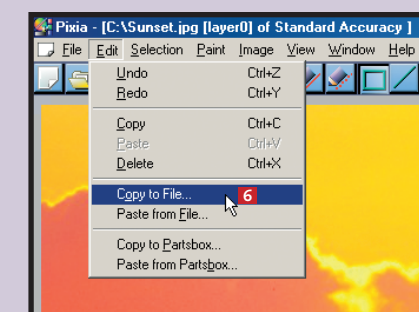 Pixia - [C:\Sunset.jpg [layer0] of Standard Accuracy ]
File Edit Selection Paint Image View Window Help
Undo Ctrl+Z
Redo Ctrl+Y
Copy Ctrl+C
Paste Ctrl+V
Delete Ctrl+X
Copy to File... 6
Paste from File...
Copy to Partsbox...
Paste from Partsbox...